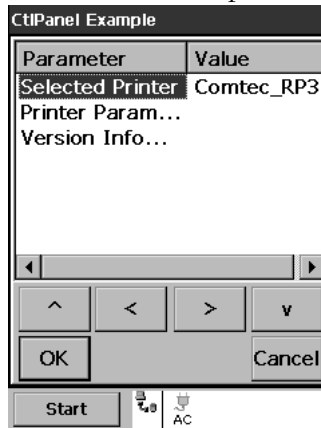 CtlPanel Example
Parameter Value
Selected Printer Comtec_RP3
Printer Param...
Version Info...
^ < > v
OK Cancel
Start AC